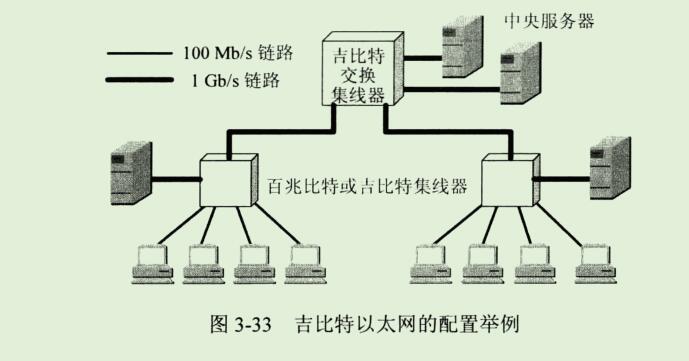 中央服务器
100 Mb/s 链路
1 Gb/s 链路
吉比特
交换
集线器
百兆比特或吉比特集线器
图 3-33 吉比特以太网的配置举例